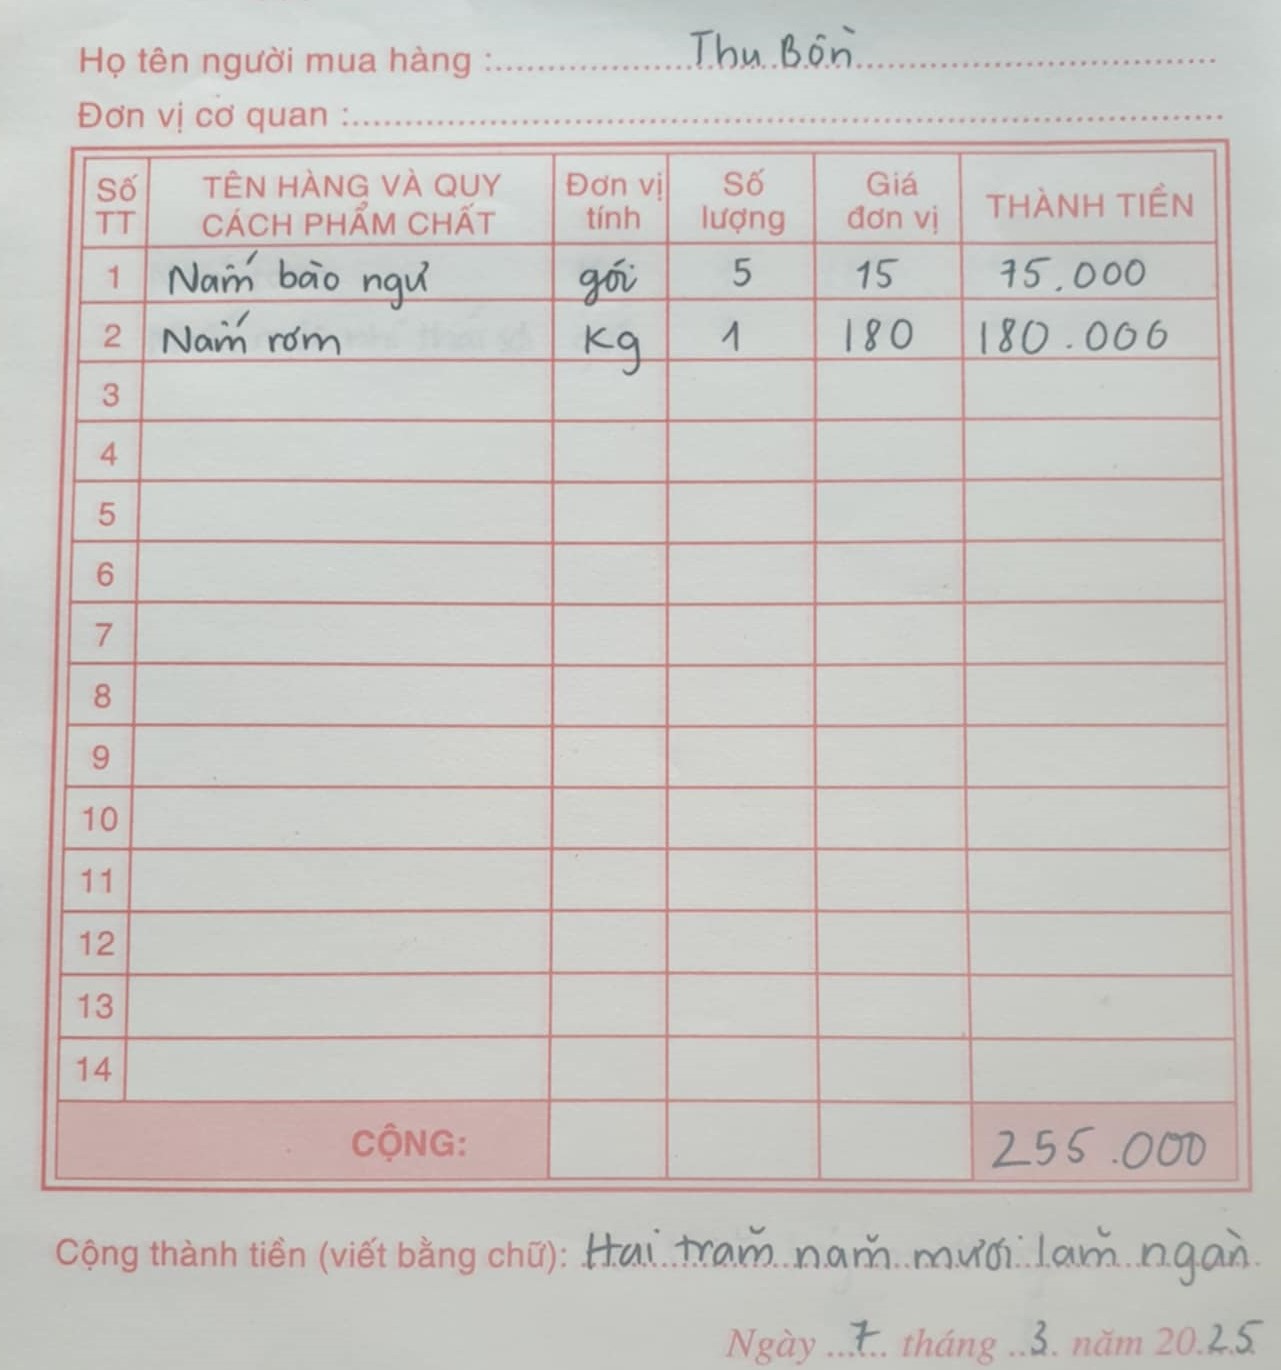 Họ tên người mua hàng : Thu Bồn
Đơn vị cơ quan :
Số TT TÊN HÀNG VÀ QUY CÁCH PHẨM CHẤT Đơn vị tính Số lượng Giá đơn vị THÀNH TIỀN
1 Nấm bào ngư gói 5 15 75.000
2 Nấm rơm Kg 1 180 180.000
3
4
5
6
7
8
9
10
11
12
13
14
CỘNG: 255.000
Cộng thành tiền (viết bằng chữ): Hai trăm năm mươi lăm ngàn
Ngày 7 tháng 3 năm 2025